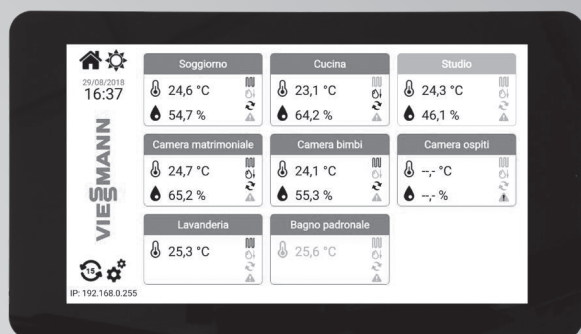 29/08/2018
16:37
VIESSMANN
15
IP: 192.168.0.255
Soggiorno
24,6 °C
54,7 %
Cucina
23,1 °C
64,2 %
Studio
24,3 °C
46,1 %
Camera matrimoniale
24,7 °C
65,2 %
Camera bimbi
24,1 °C
55,3 %
Camera ospiti
--,- °C
--,- %
Lavanderia
25,3 °C
Bagno padronale
25,6 °C